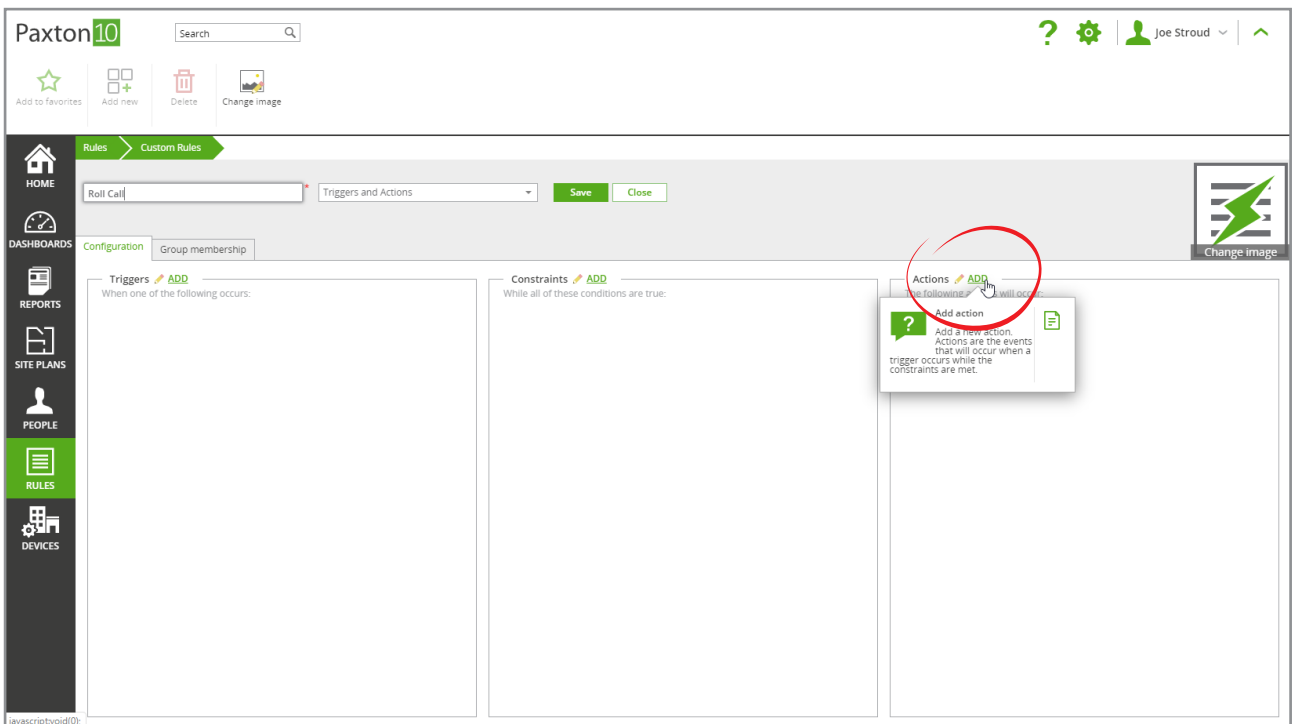 Paxton 10
Search
Joe Stroud
Add to favorites
Add new
Delete
Change image
Rules
Custom Rules
HOME
Roll Call
*
Triggers and Actions
Save
Close
Change image
DASHBOARDS
Configuration
Group membership
REPORTS
SITE PLANS
PEOPLE
RULES
DEVICES
Triggers ADD
When one of the following occurs:
Constraints ADD
While all of these conditions are true:
Actions ADD
The following a s will occur:
Add action
Add a new action.
Actions are the events
that will occur when a
trigger occurs while the
constraints are met.
javascript:void(0);